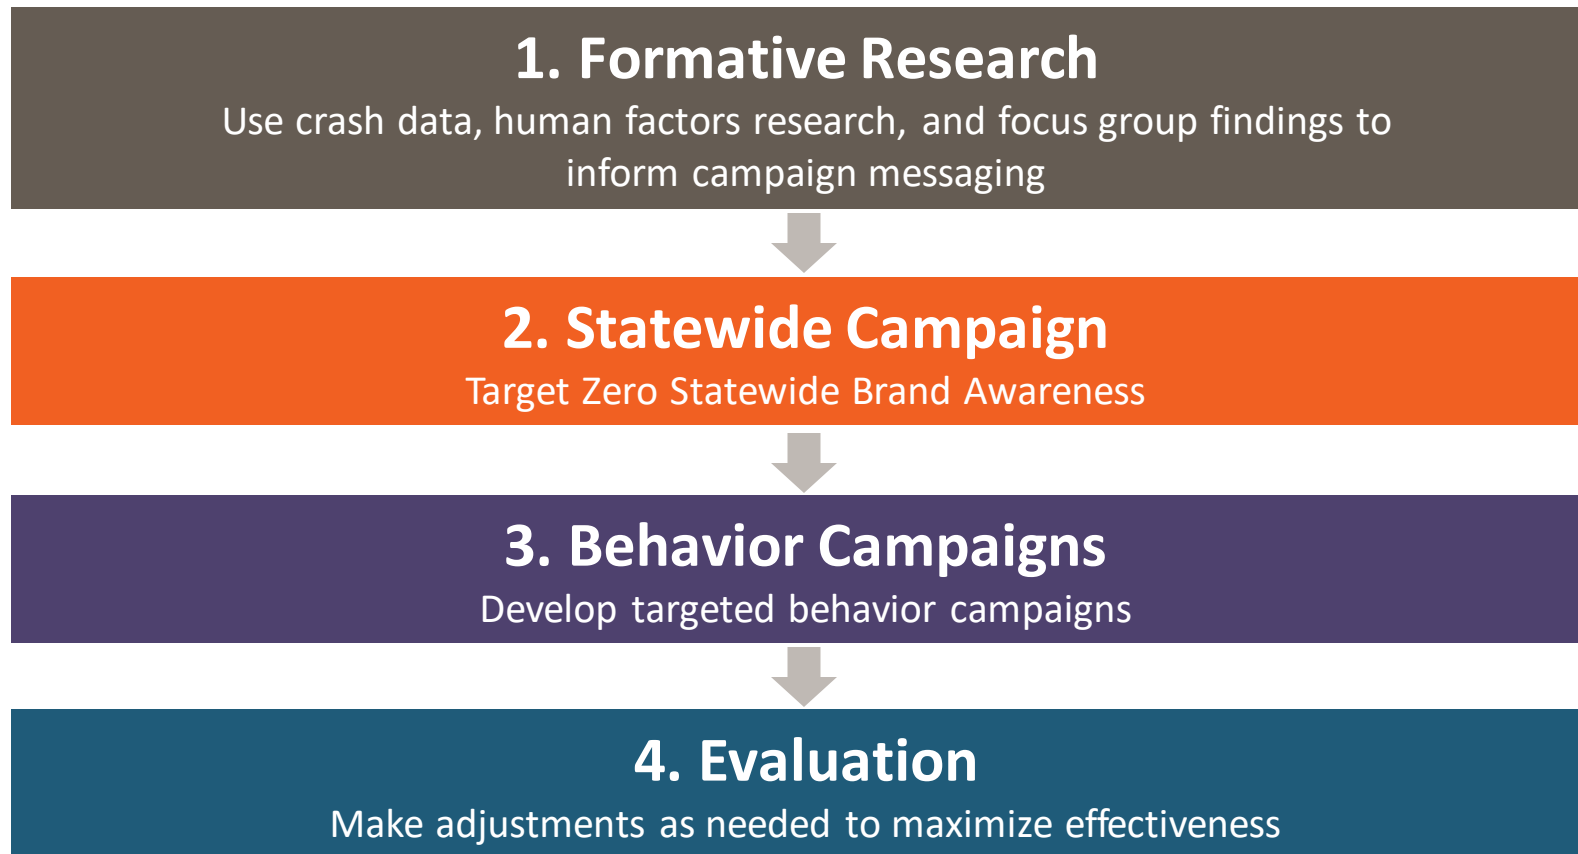 1. Formative Research
Use crash data, human factors research, and focus group findings to
inform campaign messaging
2. Statewide Campaign
Target Zero Statewide Brand Awareness
3. Behavior Campaigns
Develop targeted behavior campaigns
4. Evaluation
Make adjustments as needed to maximize effectiveness